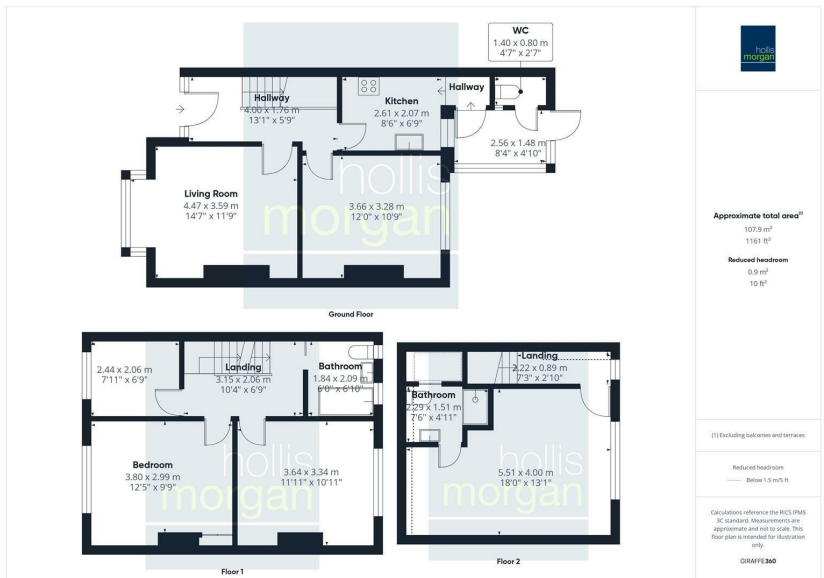 WC
1.40 x 0.80 m
4'7" x 2'7"
Hallway
4.00 x 1.76 m
13'1" x 5'9"
Kitchen
2.61 x 2.07 m
8'6" x 6'9"
Hallway
2.56 x 1.48 m
8'4" x 4'10"
Living Room
4.47 x 3.59 m
14'7" x 11'9"
3.66 x 3.28 m
12'0" x 10'9"
hollis
morgan
Ground Floor
2.44 x 2.06 m
7'11" x 6'9"
Landing
3.15 x 2.06 m
10'4" x 6'9"
Bathroom
1.84 x 2.09 m
6'0" x 6'10"
Bedroom
3.80 x 2.99 m
12'5" x 9'9"
3.64 x 3.34 m
11'11" x 10'11"
hollis
morgan
Floor 1
Landing
2.22 x 0.89 m
7'3" x 2'10"
Bathroom
2.29 x 1.51 m
7'6" x 4'11"
5.51 x 4.00 m
18'0" x 13'1"
hollis
morgan
Floor 2
hollis
morgan
Approximate total area(1)
107.9 m²
1161 ft²
Reduced headroom
0.9 m²
10 ft²
(1) Excluding balconies and terraces
Reduced headroom
Below 1.5 m/5 ft
Calculations reference the RICS IPMS
3C standard. Measurements are
approximate and not to scale. This
floor plan is intended for illustration
only.
GIRAFFE360